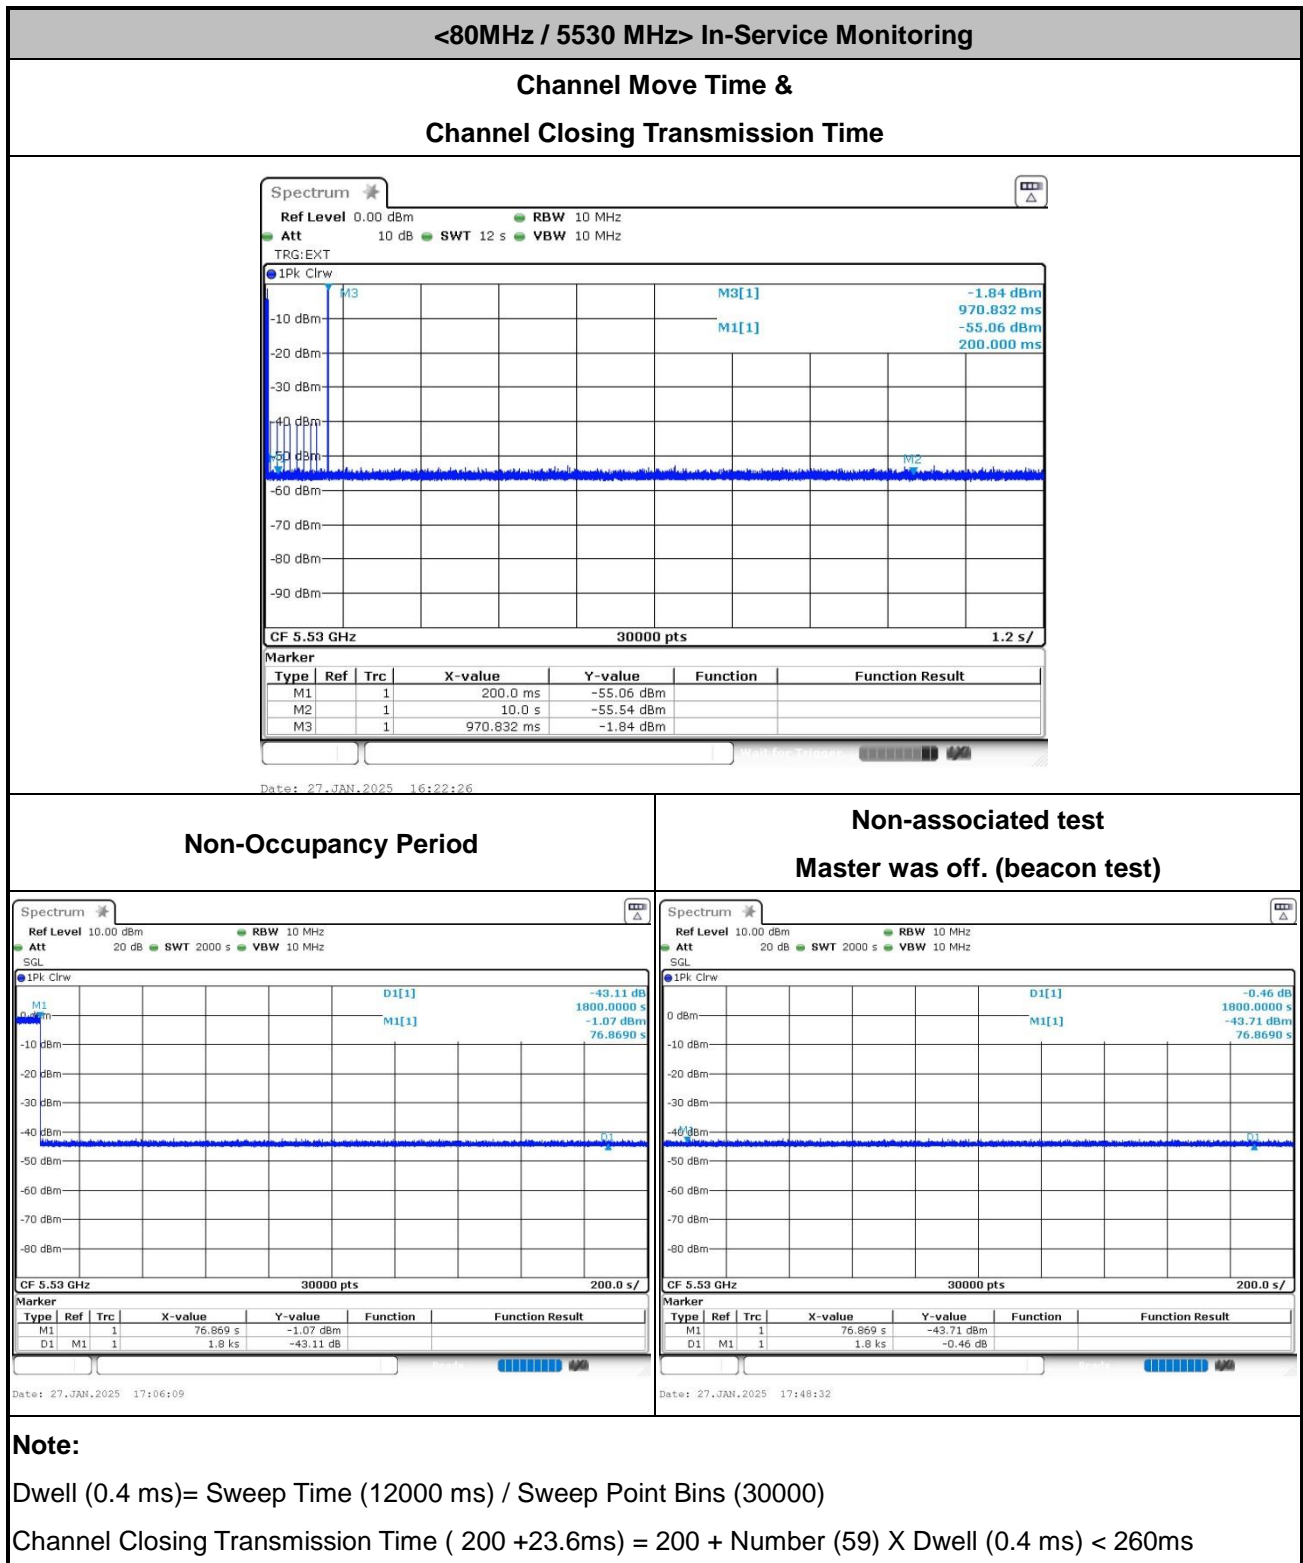 <80MHz / 5530 MHz> In-Service Monitoring
Channel Move Time &
Channel Closing Transmission Time
Spectrum
Ref Level 0.00 dBm RBW 10 MHz
Att 10 dB SWT 12 s VBW 10 MHz
TRG:EXT
1Pk Clrw
M3 M3[1] -1.84 dBm
970.832 ms
-10 dBm M1[1] -55.06 dBm
200.000 ms
-20 dBm
-30 dBm
-40 dBm
-50 dBm M2
-60 dBm
-70 dBm
-80 dBm
-90 dBm
CF 5.53 GHz 30000 pts 1.2 s/
Marker
Type Ref Trc X-value Y-value Function Function Result
M1 1 200.0 ms -55.06 dBm
M2 1 10.0 s -55.54 dBm
M3 1 970.832 ms -1.84 dBm
Wait for Trigger
Date: 27.JAN.2025 16:22:26
Non-Occupancy Period
Non-associated test
Master was off. (beacon test)
Spectrum
Ref Level 10.00 dBm RBW 10 MHz
Att 20 dB SWT 2000 s VBW 10 MHz
SGL
1Pk Clrw
D1[1] -43.11 dB
1800.0000 s
M1
0 dBm M1[1] -1.07 dBm
76.8690 s
-10 dBm
-20 dBm
-30 dBm
-40 dBm D1
-50 dBm
-60 dBm
-70 dBm
-80 dBm
CF 5.53 GHz 30000 pts 200.0 s/
Marker
Type Ref Trc X-value Y-value Function Function Result
M1 1 76.869 s -1.07 dBm
D1 M1 1 1.8 ks -43.11 dB
Date: 27.JAN.2025 17:06:09
Spectrum
Ref Level 10.00 dBm RBW 10 MHz
Att 20 dB SWT 2000 s VBW 10 MHz
SGL
1Pk Clrw
D1[1] -0.46 dB
1800.0000 s
0 dBm M1[1] -43.71 dBm
76.8690 s
-10 dBm
-20 dBm
-30 dBm
-40 dBm
M1 D1
-50 dBm
-60 dBm
-70 dBm
-80 dBm
CF 5.53 GHz 30000 pts 200.0 s/
Marker
Type Ref Trc X-value Y-value Function Function Result
M1 1 76.869 s -43.71 dBm
D1 M1 1 1.8 ks -0.46 dB
Date: 27.JAN.2025 17:48:32
Note:
Dwell (0.4 ms)= Sweep Time (12000 ms) / Sweep Point Bins (30000)
Channel Closing Transmission Time ( 200 +23.6ms) = 200 + Number (59) X Dwell (0.4 ms) < 260ms